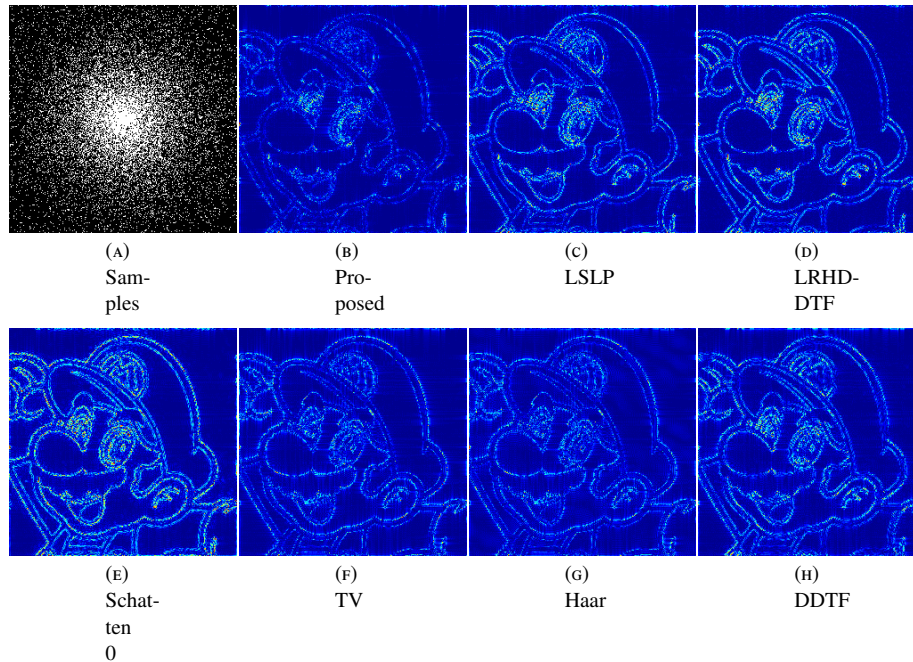 (A)
Sam-
ples
(B)
Pro-
posed
(C)
LSLP
(D)
LRHD-
DTF
(E)
Schat-
ten
0
(F)
TV
(G)
Haar
(H)
DDTF